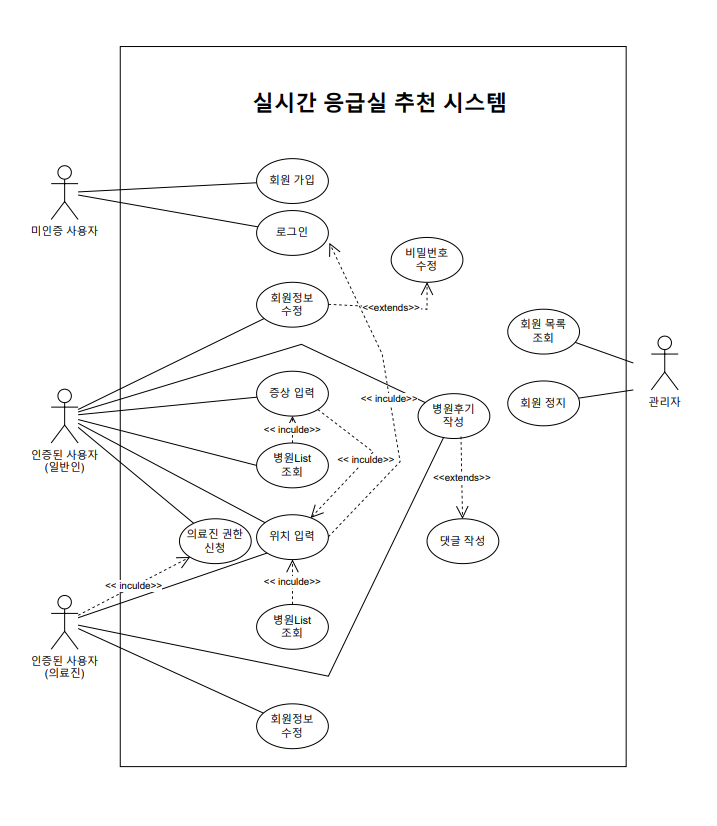 실시간 응급실 추천 시스템
회원 가입
미인증 사용자
로그인
비밀번호
수정
회원정보
수정
<<extends>>
회원 목록
조회
관리자
증상 입력
<< inculde>>
병원후기
작성
회원 정지
<< inculde>>
인증된 사용자
(일반인)
병원List
조회
<< inculde>>
<<extends>>
의료진 권한
신청
위치 입력
댓글 작성
<< inculde>>
<< inculde>>
병원List
조회
인증된 사용자
(의료진)
회원정보
수정